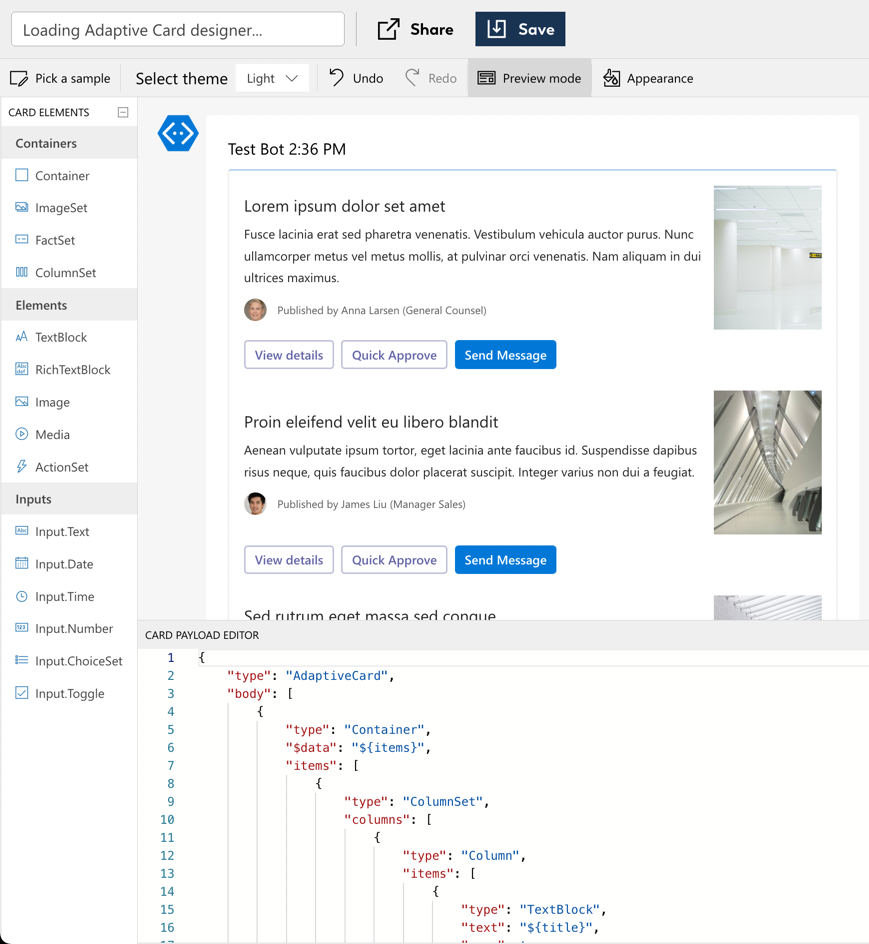 Loading Adaptive Card designer...
Share
Save
Pick a sample
Select theme
Light
Undo
Redo
Preview mode
Appearance
CARD ELEMENTS
Containers
Container
ImageSet
FactSet
ColumnSet
Elements
TextBlock
RichTextBlock
Image
Media
ActionSet
Inputs
Input.Text
Input.Date
Input.Time
Input.Number
Input.ChoiceSet
Input.Toggle
Test Bot 2:36 PM
Lorem ipsum dolor set amet
Fusce lacinia erat sed pharetra venenatis. Vestibulum vehicula auctor purus. Nunc
ullamcorper metus vel metus mollis, at pulvinar orci venenatis. Nam aliquam in dui
ultrices maximus.
Published by Anna Larsen (General Counsel)
View details
Quick Approve
Send Message
Proin eleifend velit eu libero blandit
Aenean vulputate ipsum tortor, eget lacinia ante faucibus id. Suspendisse dapibus
risus neque, quis faucibus dolor placerat suscipit. Integer varius non dui a feugiat.
Published by James Liu (Manager Sales)
View details
Quick Approve
Send Message
Sed rutrum eget massa sed congue
CARD PAYLOAD EDITOR
1 {
2 "type": "AdaptiveCard",
3 "body": [
4 {
5 "type": "Container",
6 "$data": "${items}",
7 "items": [
8 {
9 "type": "ColumnSet",
10 "columns": [
11 {
12 "type": "Column",
13 "items": [
14 {
15 "type": "TextBlock",
16 "text": "${title}",